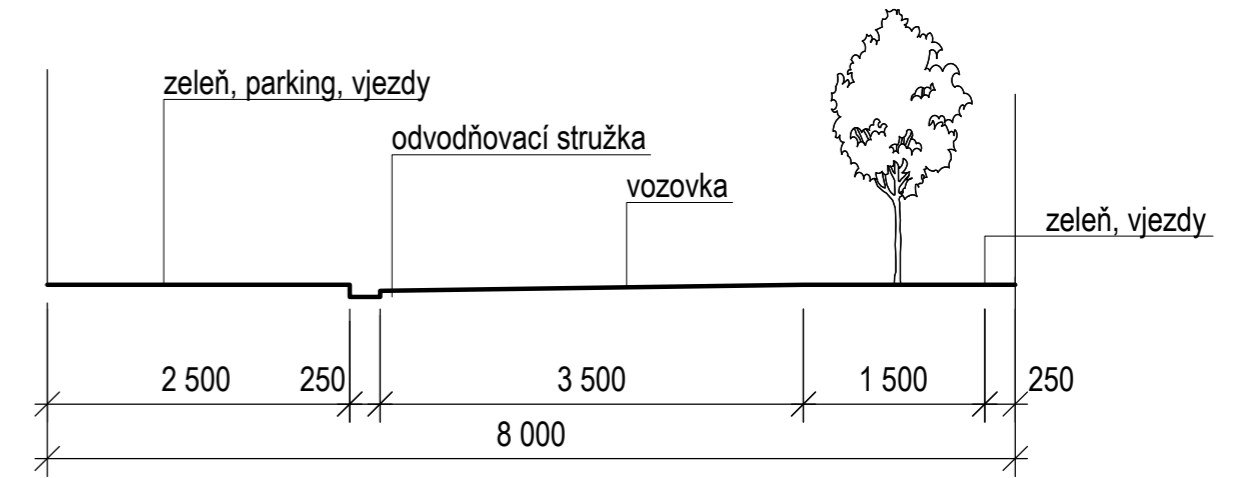 zeleň, parking, vjezdy
odvodňovací stružka
vozovka
zeleň, vjezdy
2 500
250
3 500
1 500
250
8 000